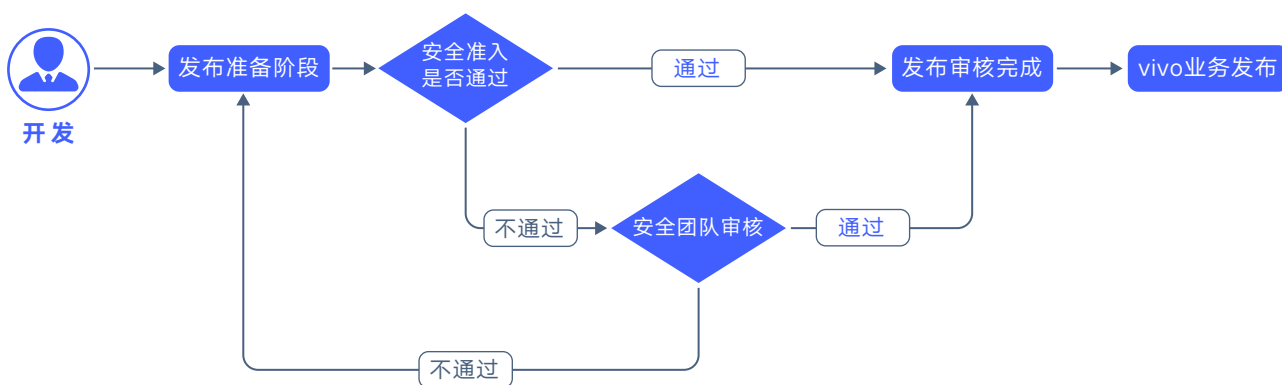 开发
发布准备阶段
安全准入
是否通过
通过
发布审核完成
vivo业务发布
不通过
安全团队审核
通过
不通过